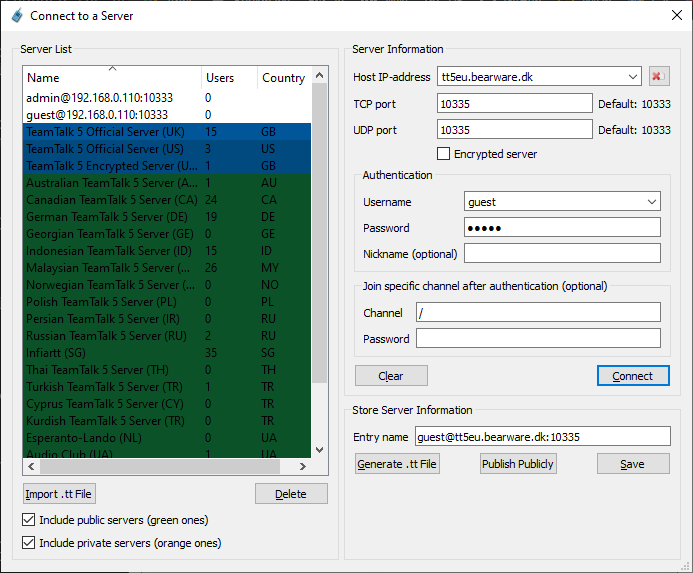 Connect to a Server
Server List
Name Users Country
admin@192.168.0.110:10333 0
guest@192.168.0.110:10333 0
TeamTalk 5 Official Server (UK) 15 GB
TeamTalk 5 Official Server (US) 3 US
TeamTalk 5 Encrypted Server (U... 1 GB
Australian TeamTalk 5 Server (A... 1 AU
Canadian TeamTalk 5 Server (CA) 24 CA
German TeamTalk 5 Server (DE) 19 DE
Georgian TeamTalk 5 Server (GE) 0 GE
Indonesian TeamTalk 5 Server (ID) 15 ID
Malaysian TeamTalk 5 Server (... 26 MY
Norwegian TeamTalk 5 Server (... 0 NO
Polish TeamTalk 5 Server (PL) 0 PL
Persian TeamTalk 5 Server (IR) 0 RU
Russian TeamTalk 5 Server (RU) 2 RU
Infiartt (SG) 35 SG
Thai TeamTalk 5 Server (TH) 0 TH
Turkish TeamTalk 5 Server (TR) 1 TR
Cyprus TeamTalk 5 Server (CY) 0 TR
Kurdish TeamTalk 5 Server (TR) 0 TR
Esperanto-Lando (NL) 0 UA
Audio Club (UA) 1 UA
Import .tt File Delete
Include public servers (green ones)
Include private servers (orange ones)
Server Information
Host IP-address tt5eu.bearware.dk
TCP port 10335 Default: 10333
UDP port 10335 Default: 10333
Encrypted server
Authentication
Username guest
Password ●●●●●
Nickname (optional)
Join specific channel after authentication (optional)
Channel /
Password
Clear Connect
Store Server Information
Entry name guest@tt5eu.bearware.dk:10335
Generate .tt File Publish Publicly Save